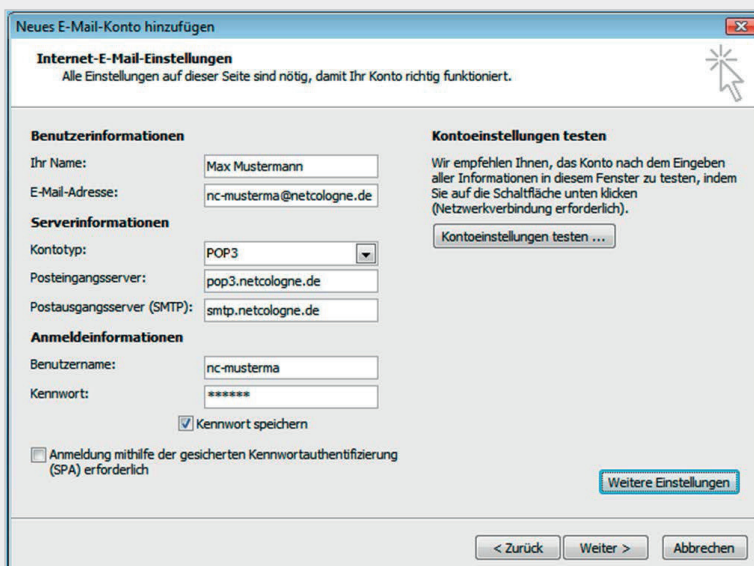 Neues E-Mail-Konto hinzufügen
Internet-E-Mail-Einstellungen
Alle Einstellungen auf dieser Seite sind nötig, damit Ihr Konto richtig funktioniert.
Benutzerinformationen
Ihr Name: Max Mustermann
E-Mail-Adresse: nc-musterma@netcologne.de
Serverinformationen
Kontotyp: POP3
Posteingangsserver: pop3.netcologne.de
Postausgangsserver (SMTP): smtp.netcologne.de
Anmeldeinformationen
Benutzername: nc-musterma
Kennwort: ******
Kennwort speichern
Anmeldung mithilfe der gesicherten Kennwortauthentifizierung
(SPA) erforderlich
Kontoeinstellungen testen
Wir empfehlen Ihnen, das Konto nach dem Eingeben
aller Informationen in diesem Fenster zu testen, indem
Sie auf die Schaltfläche unten klicken
(Netzwerkverbindung erforderlich).
Kontoeinstellungen testen ...
Weitere Einstellungen
< Zurück Weiter > Abbrechen